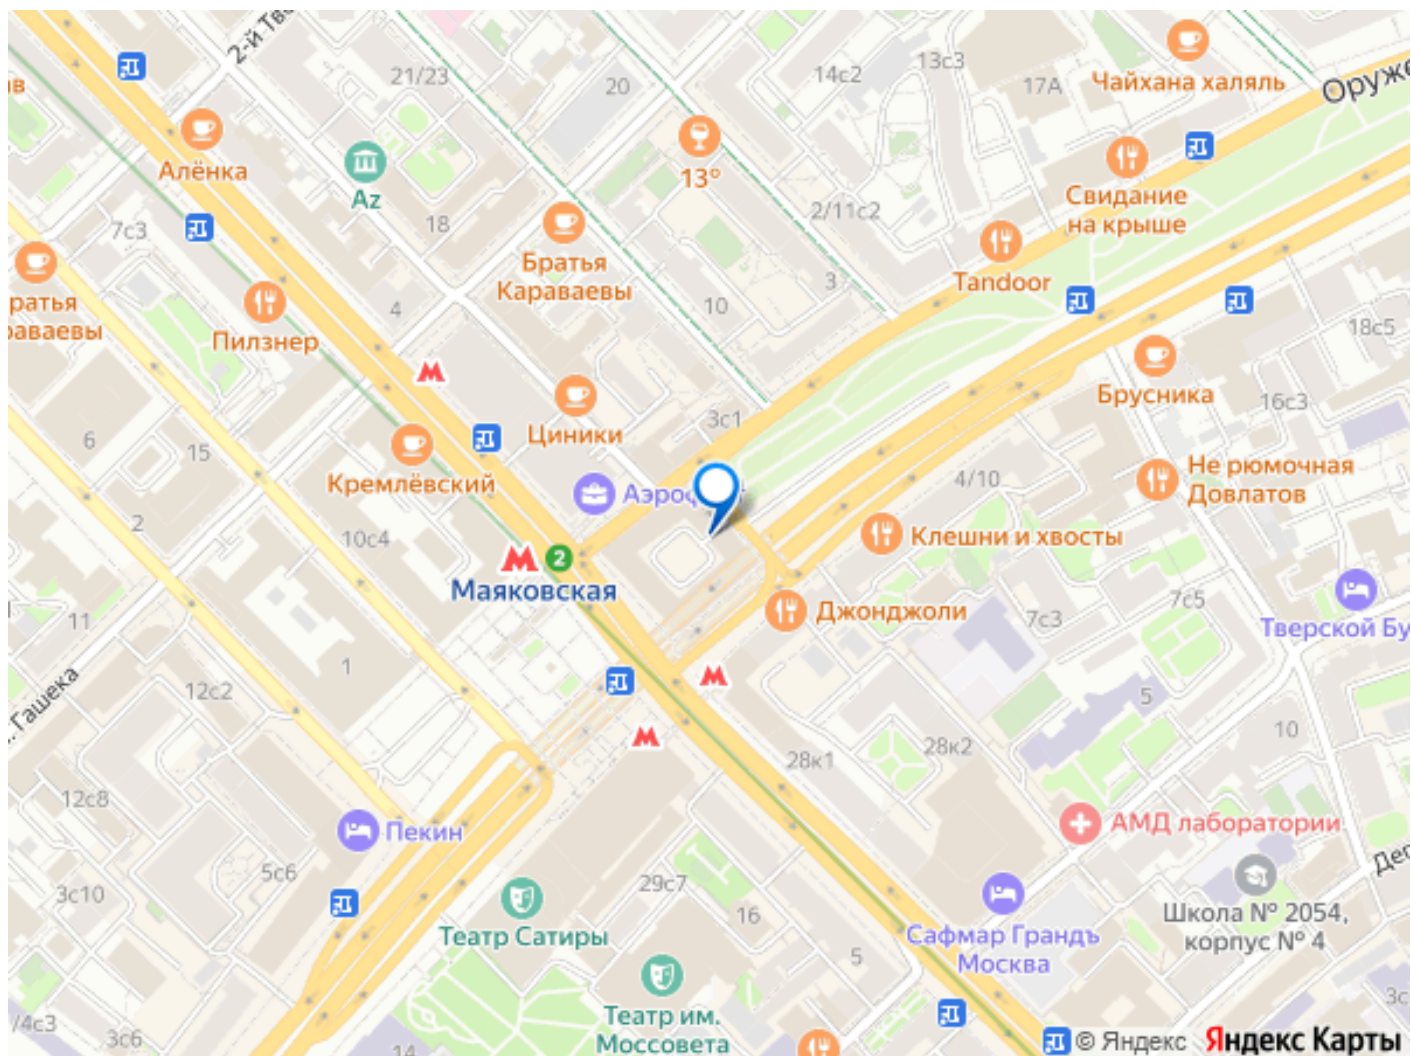 2-й Тв
Оруже
13с3
14с2
21/23
20
17А
Чайхана халяль
ив
Алёнка
Az
13°
Свидание
на крыше
2/11с2
18
7с3
Братья
Караваевы
3
Tandoor
10
4
ратья
раваевы
Пилзнер
18с5
Брусника
16с3
3с1
Циники
6
15
Кремлёвский
Не рюмочная
Довлатов
4/10
Аэроф
т
2
10с4
Клешни и хвосты
2
Маяковская
Джонджоли
7с3
7с5
Тверской Бу
11
1
12с2
. Гашека
5
10
28к2
28к1
12с8
Пекин
АМД лаборатории
Дег
5с6
3с10
29с7
16
Школа № 2054,
корпус № 4
Театр Сатиры
Сафмар Грандъ
Москва
5
3с
Театр им.
Моссовета
/4с3
3с6
14
© Яндекс Яндекс Карты